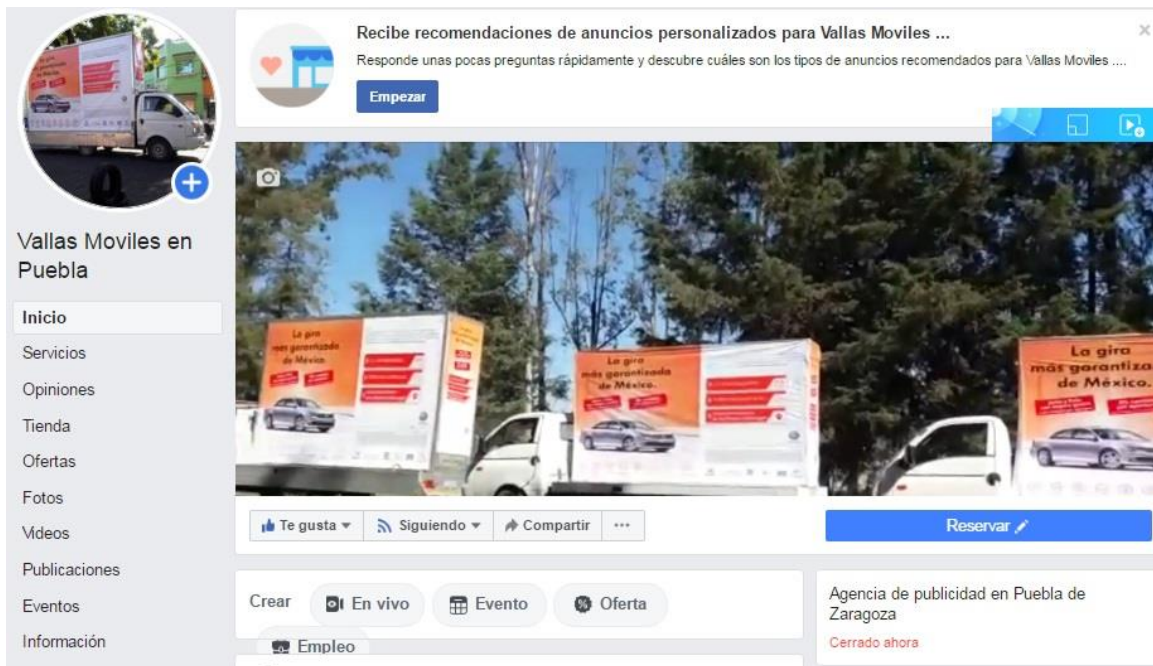 Recibe recomendaciones de anuncios personalizados para Vallas Moviles ...
Responde unas pocas preguntas rápidamente y descubre cuáles son los tipos de anuncios recomendados para Vallas Moviles ....
Empezar
Vallas Moviles en
Puebla
Inicio
Servicios
Opiniones
Tienda
Ofertas
Fotos
Videos
Publicaciones
Eventos
Información
La gira
más garantizada
de México.
La gira
más garantizada
de México.
La gira
más garantiza
de México.
Te gusta
Siguiendo
Compartir
Reservar
Crear
En vivo
Evento
Oferta
Empleo
Agencia de publicidad en Puebla de
Zaragoza
Cerrado ahora